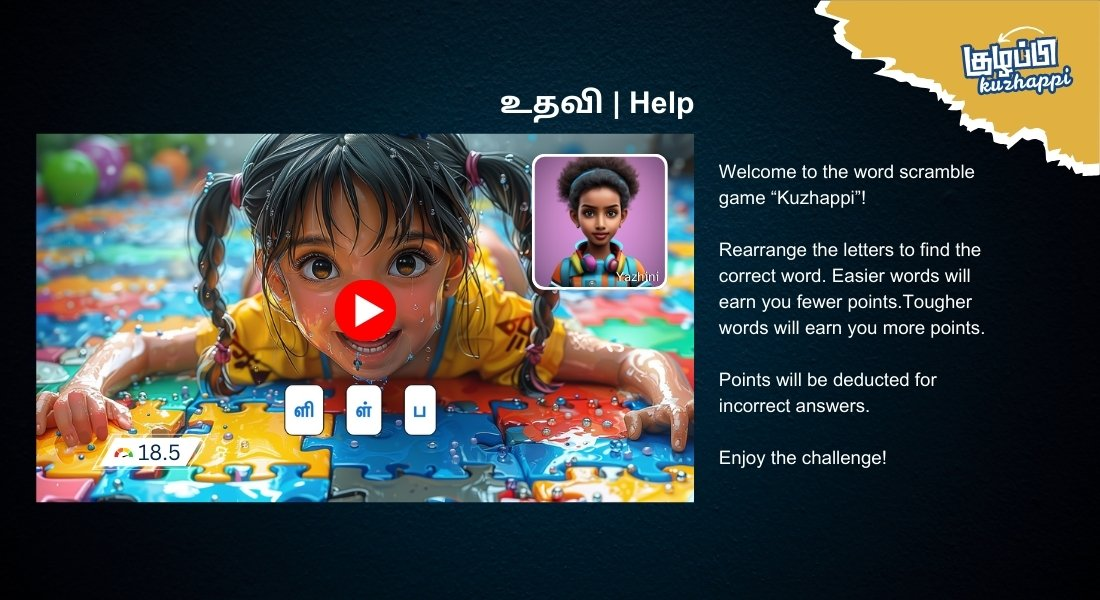 குழப்பி
kuzhappi
உதவி | Help
Yazhini
ளி ள் ப
18.5
Welcome to the word scramble
game “Kuzhappi”!
Rearrange the letters to find the
correct word. Easier words will
earn you fewer points.Tougher
words will earn you more points.
Points will be deducted for
incorrect answers.
Enjoy the challenge!